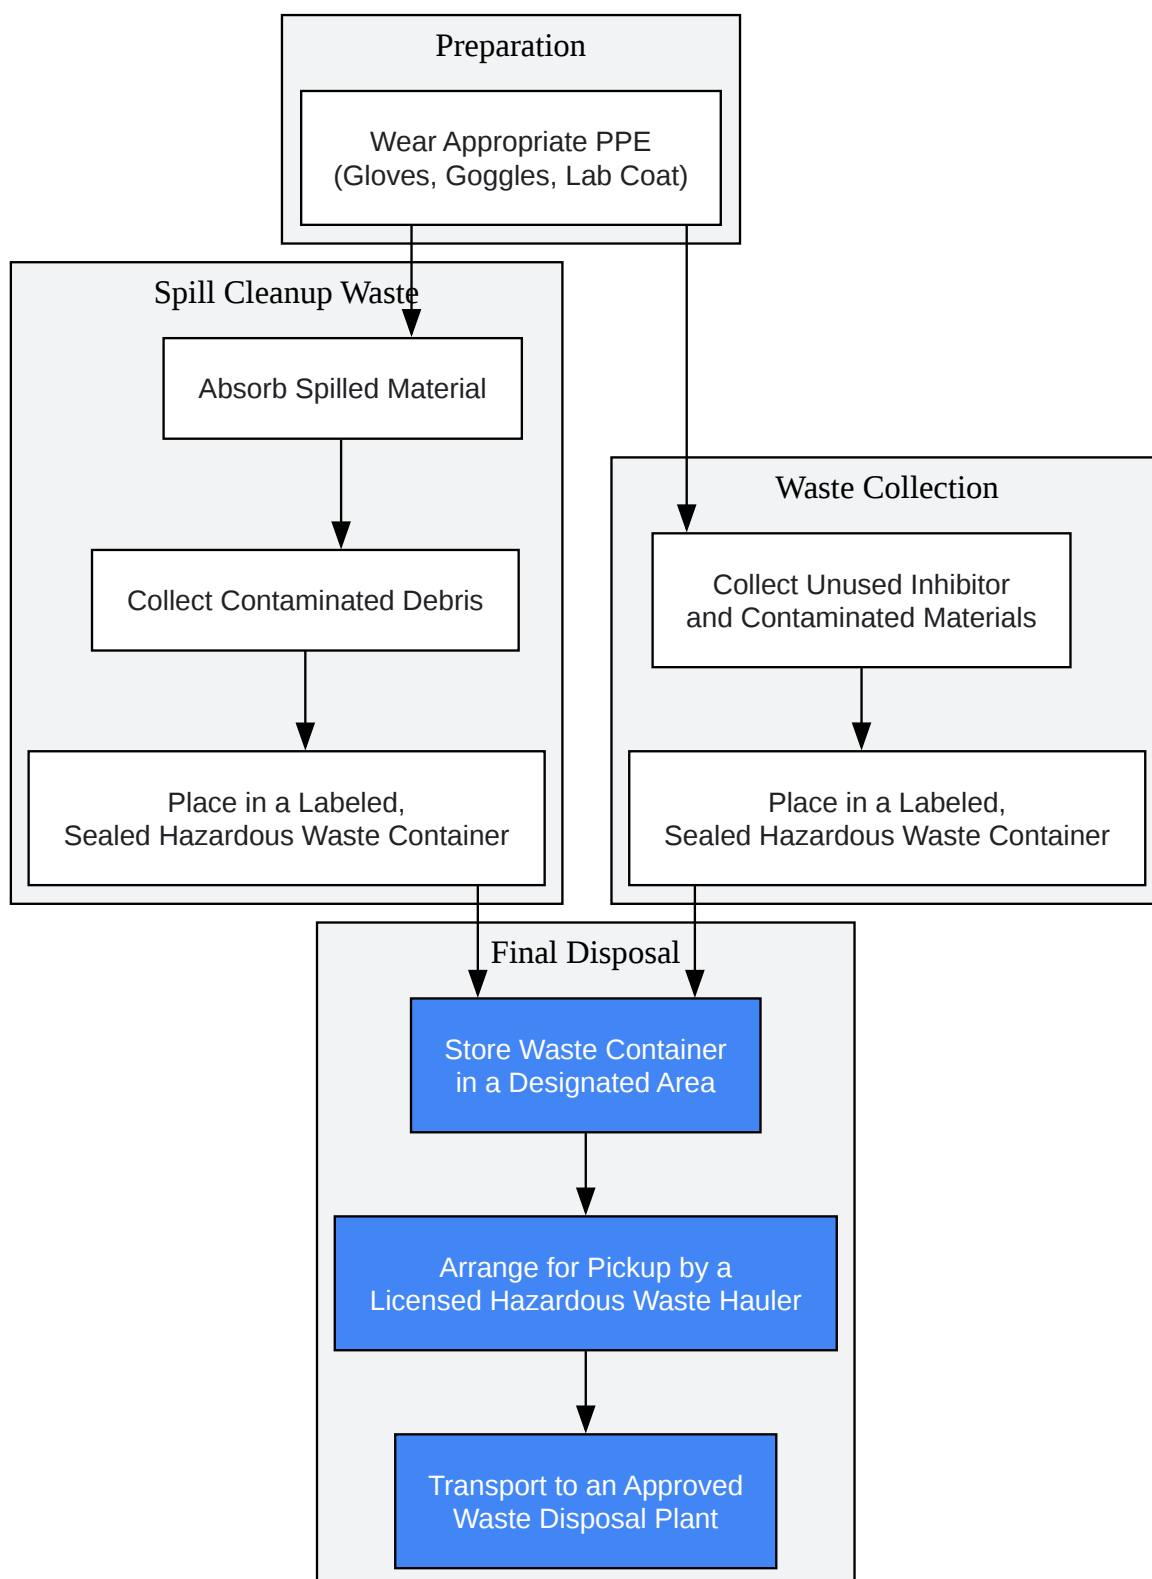 Preparation
Wear Appropriate PPE
(Gloves, Goggles, Lab Coat)
Spill Cleanup Waste
Absorb Spilled Material
Collect Contaminated Debris
Place in a Labeled,
Sealed Hazardous Waste Container
Waste Collection
Collect Unused Inhibitor
and Contaminated Materials
Place in a Labeled,
Sealed Hazardous Waste Container
Final Disposal
Store Waste Container
in a Designated Area
Arrange for Pickup by a
Licensed Hazardous Waste Hauler
Transport to an Approved
Waste Disposal Plant